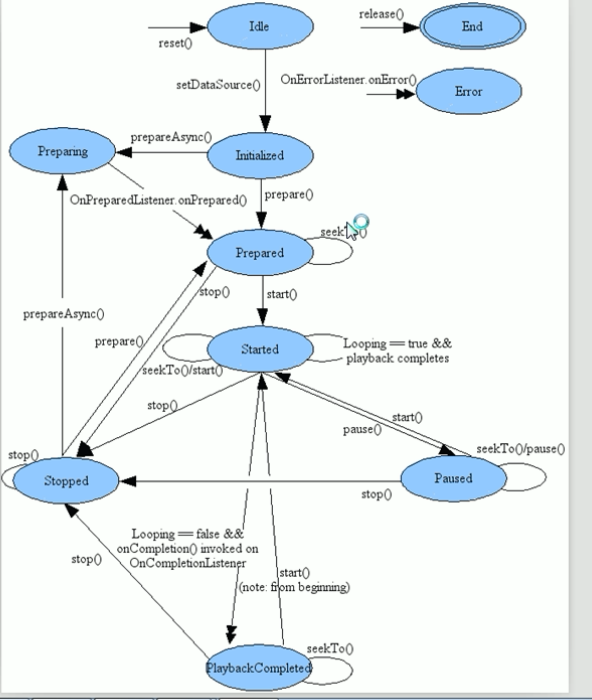 Idle
reset()
release()
End
setDataSource()
OnErrorListener.onError()
Error
prepareAsync()
Preparing
Initialized
OnPreparedListener.onPrepared()
prepare()
Prepared
stop()
start()
prepareAsync()
prepare()
Started
Looping == true &&
playback completes
seekTo()/start()
stop()
start()
pause()
stop()
Stopped
Paused
seekTo()/pause()
stop()
Looping == false &&
onCompletion() invoked on
OnCompletionListener
stop()
start()
(note: from beginning)
PlaybackCompleted
seekTo()